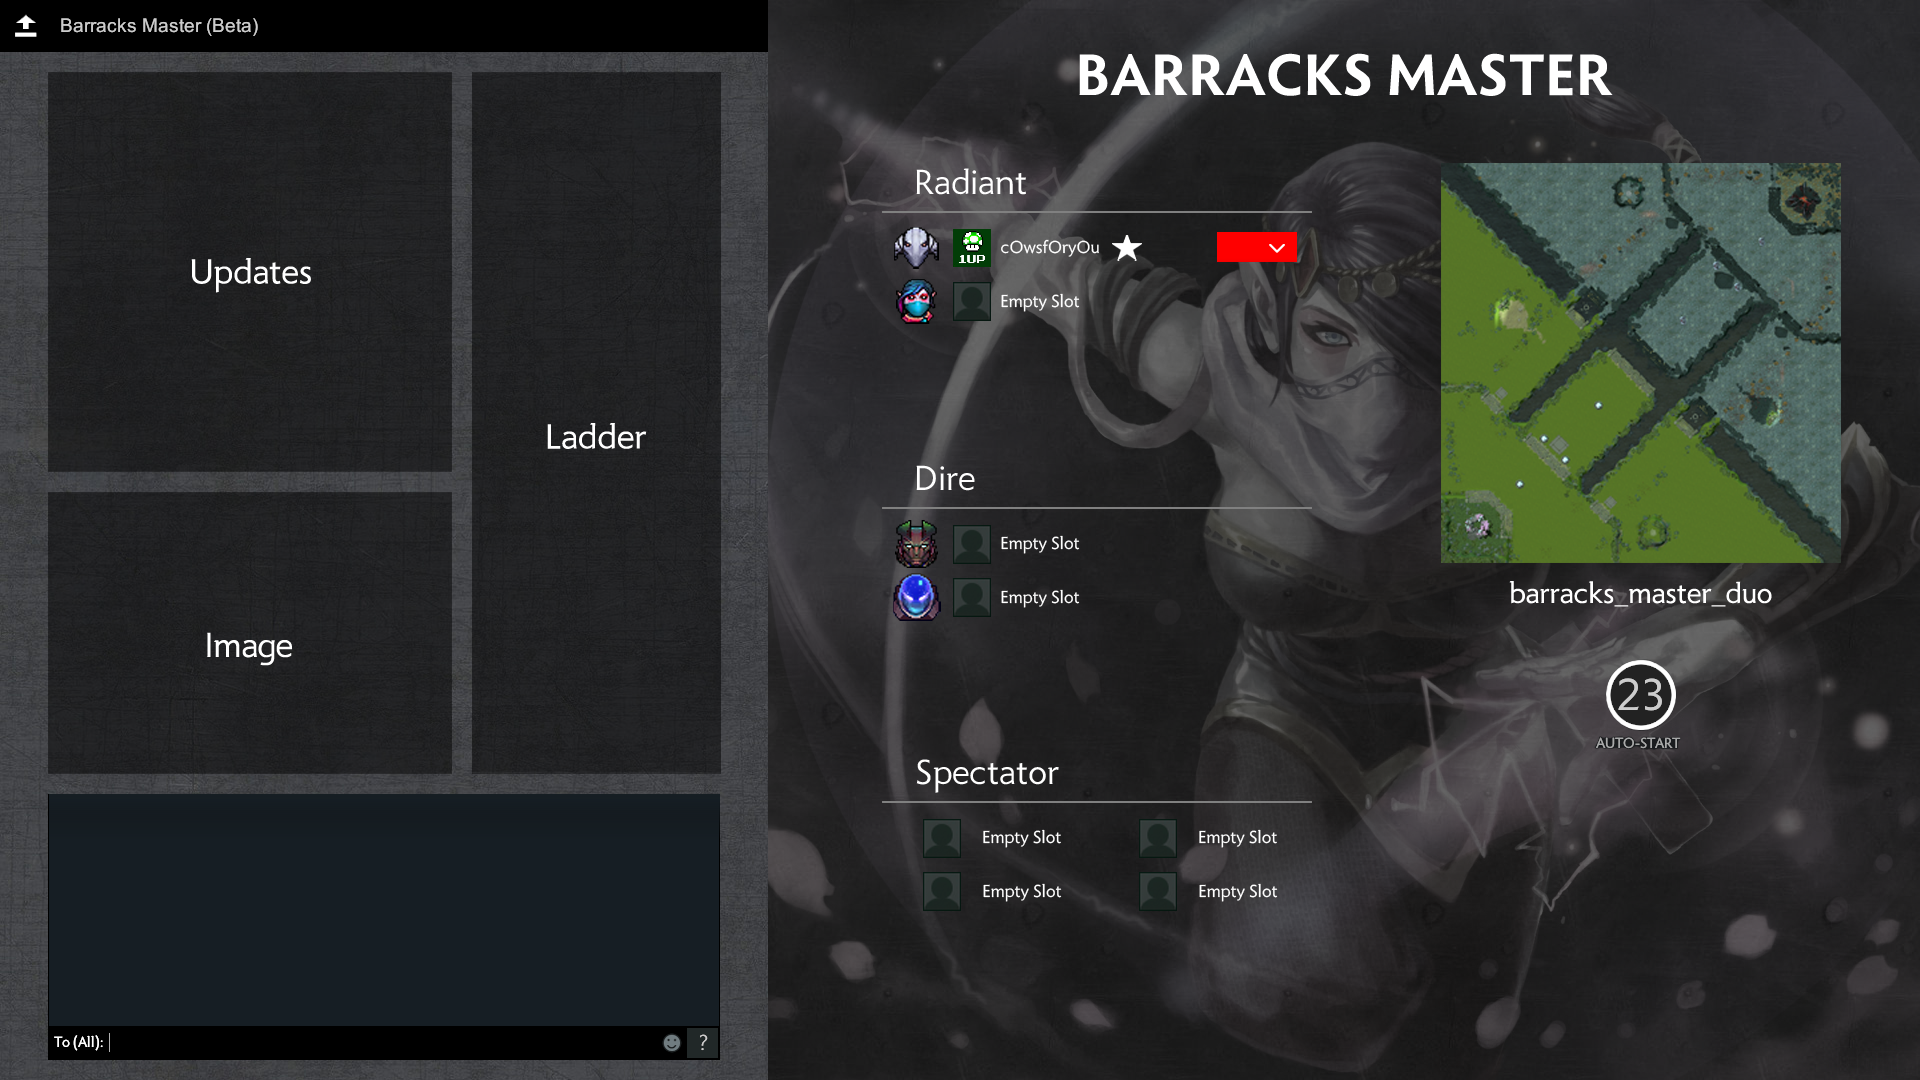 Barracks Master (Beta)
Updates
Ladder
Image
To (All):
?
BARRACKS MASTER
Radiant
1UP
cOwsfOryOu
Empty Slot
Dire
Empty Slot
Empty Slot
Spectator
Empty Slot
Empty Slot
Empty Slot
Empty Slot
barracks_master_duo
23
AUTO-START